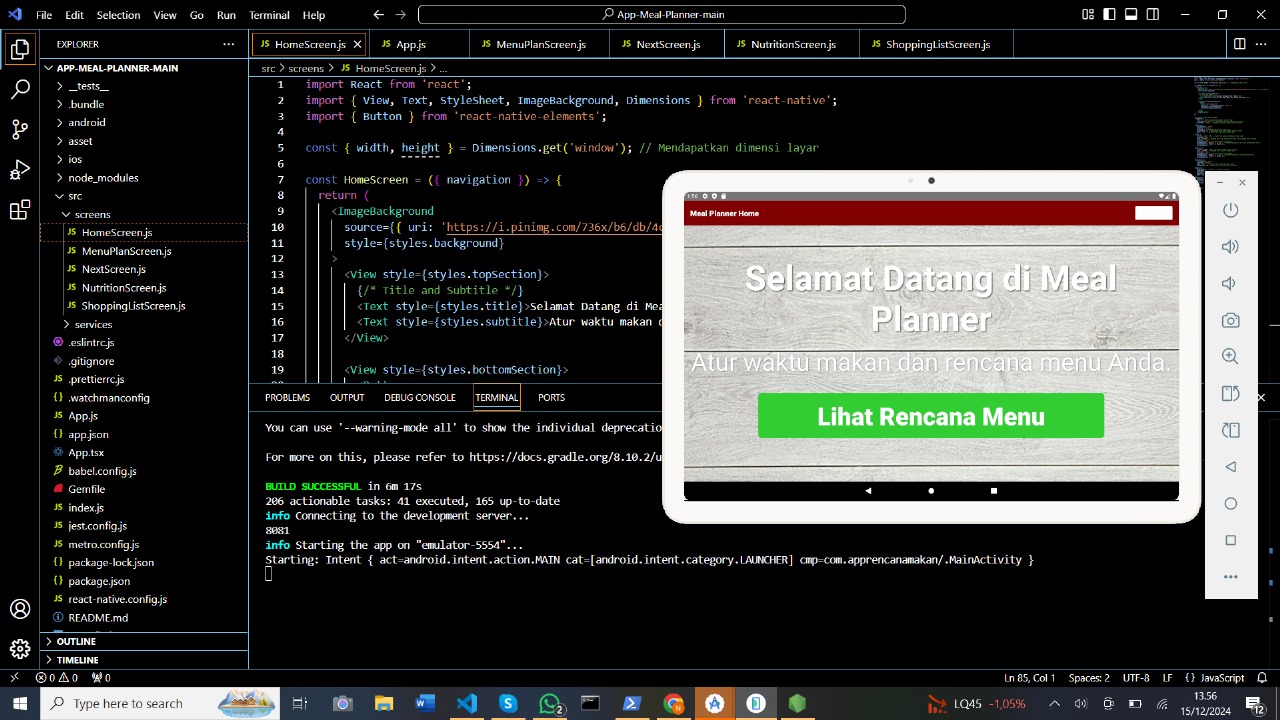 File Edit Selection View Go Run Terminal Help
App-Meal-Planner-main
EXPLORER
HomeScreen.js
App.js
MenuPlanScreen.js
NextScreen.js
NutritionScreen.js
ShoppingListScreen.js
APP-MEAL-PLANNER-MAIN
__tests__
.bundle
android
asset
ios
node_modules
src
screens
HomeScreen.js
MenuPlanScreen.js
NextScreen.js
NutritionScreen.js
ShoppingListScreen.js
services
.eslintrc.js
.gitignore
.prettierrc.js
.watchmanconfig
App.js
app.json
App.tsx
babel.config.js
Gemfile
index.js
jest.config.js
metro.config.js
package-lock.json
package.json
react-native.config.js
README.md
OUTLINE
TIMELINE
src > screens > HomeScreen.js > ...
1 import React from 'react';
2 import { View, Text, StyleSheet, ImageBackground, Dimensions } from 'react-native';
3 import { Button } from 'react-native-elements';
4
5 const { width, height } = Dimensions.get('window'); // Mendapatkan dimensi layar
6
7 const HomeScreen = ({ navigation }) => {
8 return (
9 <ImageBackground
10 source={{ uri: 'https://i.pinimg.com/736x/b6/db/4
11 style={styles.background}
12 >
13 <View style={styles.topSection}>
14 {/* Title and Subtitle */}
15 <Text style={styles.title}>Selamat Datang di Mea
16 <Text style={styles.subtitle}>Atur waktu makan
17 </View>
18
19 <View style={styles.bottomSection}>
PROBLEMS OUTPUT DEBUG CONSOLE TERMINAL PORTS
You can use '--warning-mode all' to show the individual deprecatio
For more on this, please refer to https://docs.gradle.org/8.10.2/u
BUILD SUCCESSFUL in 6m 17s
206 actionable tasks: 41 executed, 165 up-to-date
info Connecting to the development server...
8081
info Starting the app on "emulator-5554"...
Starting: Intent { act=android.intent.action.MAIN cat=[android.intent.category.LAUNCHER] cmp=com.apprencanamakan/.MainActivity }
1:56
Meal Planner Home
Selamat Datang di Meal
Planner
Atur waktu makan dan rencana menu Anda.
Lihat Rencana Menu
0 0 0
Ln 85, Col 1 Spaces: 2 UTF-8 LF {} JavaScript
Type here to search
2
LQ45 -1,05%
13.56
15/12/2024
12